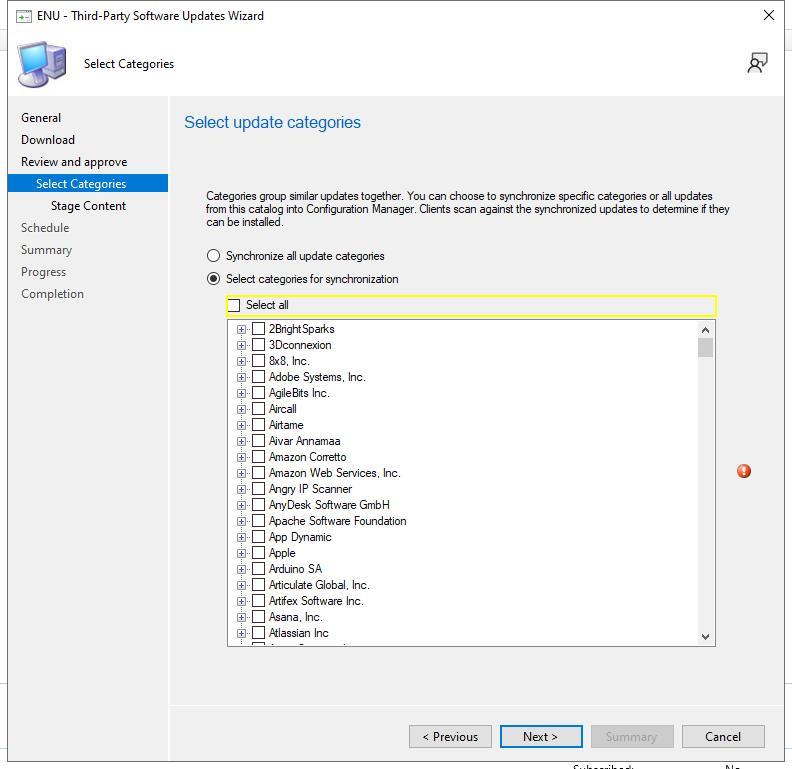 ENU - Third-Party Software Updates Wizard
Select Categories
General
Download
Review and approve
Select Categories
Stage Content
Schedule
Summary
Progress
Completion
Select update categories
Categories group similar updates together. You can choose to synchronize specific categories or all updates
from this catalog into Configuration Manager. Clients scan against the synchronized updates to determine if they
can be installed.
Synchronize all update categories
Select categories for synchronization
Select all
2BrightSparks
3Dconnexion
8x8, Inc.
Adobe Systems, Inc.
AgileBits Inc.
Aircall
Airtame
Aivar Annamaa
Amazon Corretto
Amazon Web Services, Inc.
Angry IP Scanner
AnyDesk Software GmbH
Apache Software Foundation
App Dynamic
Apple
Arduino SA
Articulate Global, Inc.
Artifex Software Inc.
Asana, Inc.
Atlassian Inc
< Previous
Next >
Summary
Cancel